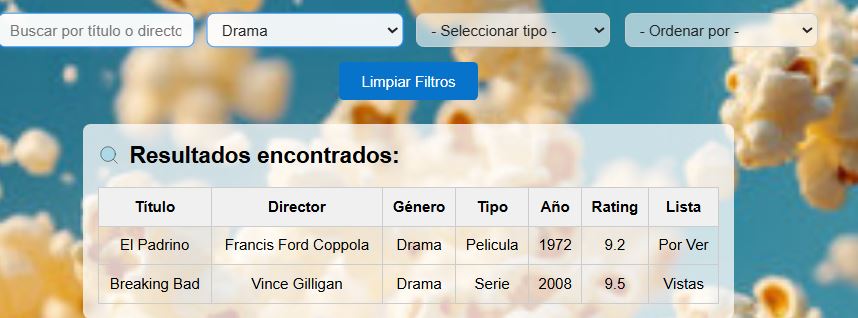 Buscar por título o directo
Drama
- Seleccionar tipo -
- Ordenar por -
Limpiar Filtros
Resultados encontrados:
Título Director Género Tipo Año Rating Lista
El Padrino Francis Ford Coppola Drama Pelicula 1972 9.2 Por Ver
Breaking Bad Vince Gilligan Drama Serie 2008 9.5 Vistas